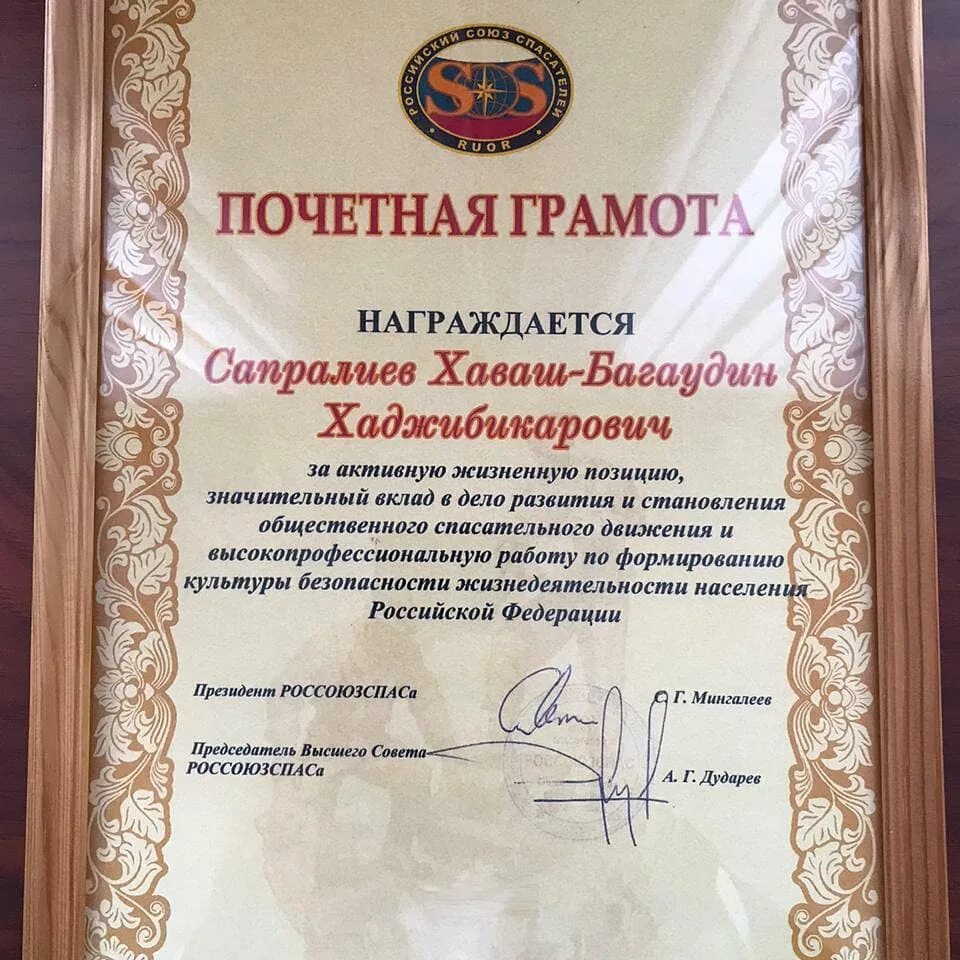 РОССИЙСКИЙ СОЮЗ СПАСАТЕЛЕЙ
SOS
RUOR
ПОЧЕТНАЯ ГРАМОТА
НАГРАЖДАЕТСЯ
Сапралиев Хаваш-Багаудин
Хаджибикарович
за активную жизненную позицию,
значительный вклад в дело развития и становления
общественного спасательного движения и
высокопрофессиональную работу по формированию
культуры безопасности жизнедеятельности населения
Российской Федерации
Президент РОССОЮЗСПАСа
С. Г. Мингалеев
Председатель Высшего Совета
РОССОЮЗСПАСа
А. Г. Дударев